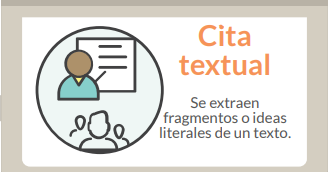 Cita
textual
Se extraen
fragmentos o ideas
literales de un texto.